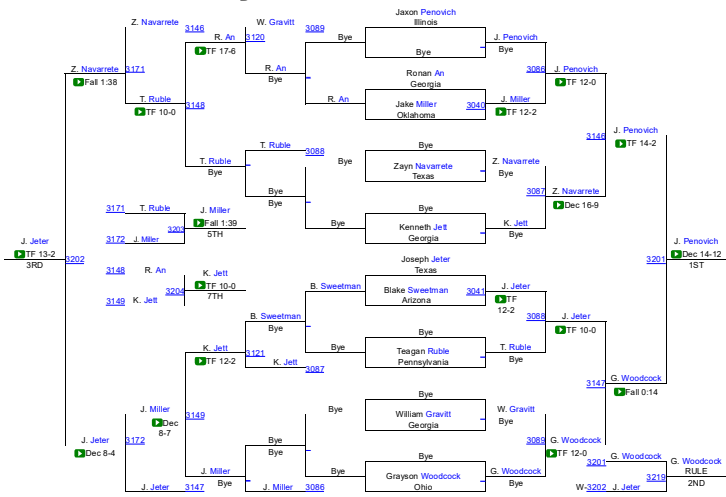 Jaxon Penovich
Illinois
Z. Navarrete 3146 W. Gravitt 3089
R. An 3120 Bye J. Penovich
TF 17-6 Bye Bye
Z. Navarrete 3171 R. An Ronan An 3086 J. Penovich
Fall 1:38 Bye Georgia TF 12-0
T. Ruble R. An Jake Miller 3040 J. Miller
TF 10-0 3148 Oklahoma TF 12-2
J. Penovich
3146 TF 14-2
T. Ruble 3088 Bye
T. Ruble Bye Zayn Navarrete Z. Navarrete
Bye Texas Bye
Bye 3087 Z. Navarrete
Bye Bye Dec 16-9
3171 T. Ruble J. Miller Bye Kenneth Jett K. Jett
3203 Fall 1:39 Georgia Bye
3172 J. Miller 5TH
J. Jeter J. Penovich
TF 13-2 3202 3201 Dec 14-12
3RD 1ST
3148 R. An K. Jett Joseph Jeter
3204 TF 10-0 Texas
3149 K. Jett 7TH B. Sweetman Blake Sweetman 3041 J. Jeter
Arizona TF
12-2
B. Sweetman 3088 J. Jeter
Bye Bye TF 10-0
K. Jett 3121 Bye Teagan Ruble T. Ruble
TF 12-2 K. Jett 3087 Pennsylvania Bye
G. Woodcock
3147 Fall 0:14
Bye
J. Miller 3149 Bye William Gravitt W. Gravitt
Dec Georgia Bye
8-7
J. Jeter 3172 Bye 3089 G. Woodcock
Dec 8-4 Bye Bye TF 12-0
3201 G. Woodcock G. Woodcock
J. Miller Bye Grayson Woodcock G. Woodcock 3219 RULE
J. Jeter 3147 Bye J. Miller 3086 Ohio Bye W-3202 J. Jeter 2ND